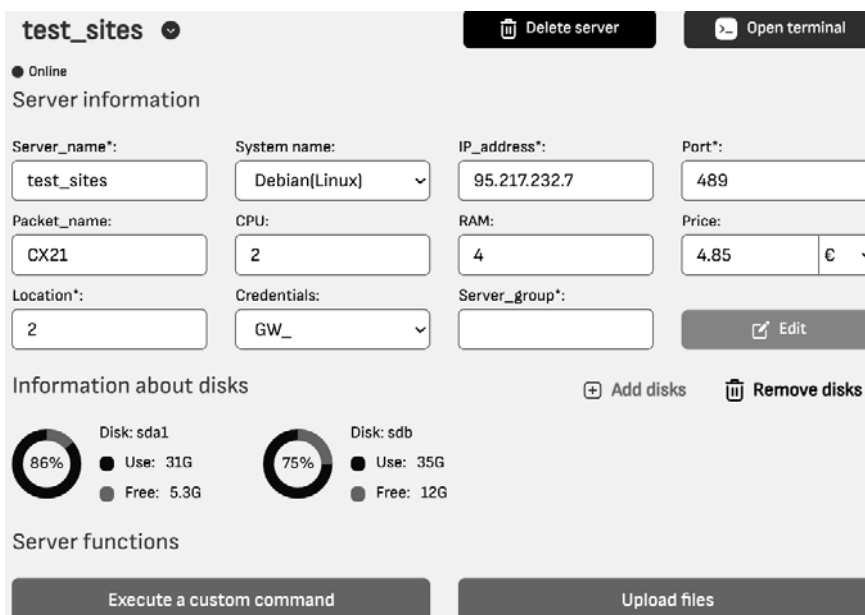 test_sites
Delete server
Open terminal
Online
Server information
Server_name*: System name: IP_address*: Port*:
test_sites Debian(Linux) 95.217.232.7 489
Packet_name: CPU: RAM: Price:
CX21 2 4 4.85 €
Location*: Credentials: Server_group*:
2 GW_ Edit
Information about disks
Add disks
Remove disks
Disk: sda1
86%
Use: 31G
Free: 5.3G
Disk: sdb
75%
Use: 35G
Free: 12G
Server functions
Execute a custom command
Upload files